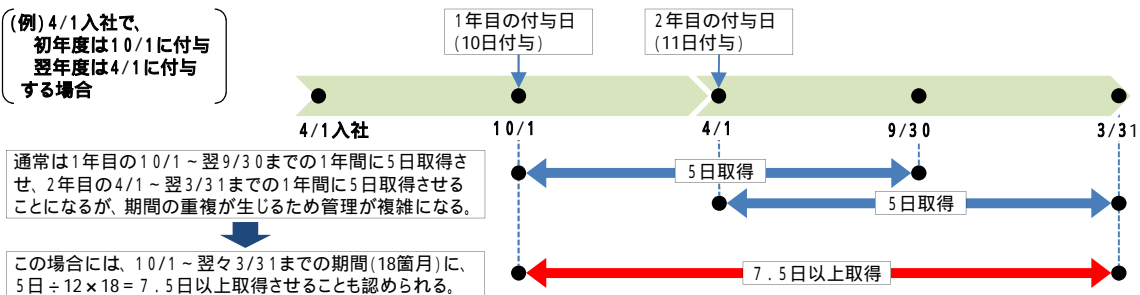 (例)4/1入社で、
初年度は10/1に付与
翌年度は4/1に付与
する場合
1年目の付与日
(10日付与)
2年目の付与日
(11日付与)
4/1入社
10/1
4/1
9/30
3/31
通常は1年目の10/1～翌9/30までの1年間に5日取得さ
せ、2年目の4/1～翌3/31までの1年間に5日取得させる
ことになるが、期間の重複が生じるため管理が複雑になる。
5日取得
5日取得
この場合には、10/1～翌々3/31までの期間(18箇月)に、
5日÷12×18＝7．5日以上取得させることも認められる。
7．5日以上取得